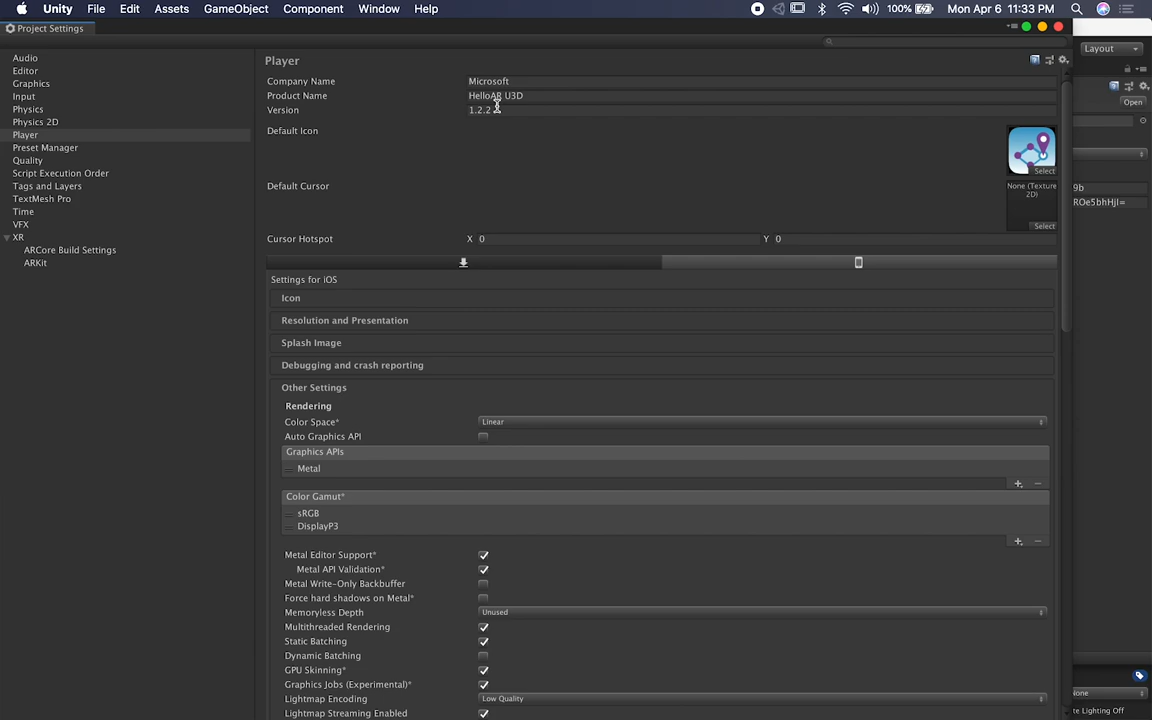 Unity File Edit Assets GameObject Component Window Help 100% Mon Apr 6 11:33 PM
Project Settings
Layout
Audio
Editor
Graphics
Input
Physics
Physics 2D
Player
Preset Manager
Quality
Script Execution Order
Tags and Layers
TextMesh Pro
Time
VFX
XR
ARCore Build Settings
ARKit
Player
Company Name Microsoft
Product Name HelloAR U3D
Version 1.2.2
Default Icon
Select
Default Cursor
None (Texture 2D)
Select
Cursor Hotspot X 0 Y 0
Settings for iOS
Icon
Resolution and Presentation
Splash Image
Debugging and crash reporting
Other Settings
Rendering
Color Space* Linear
Auto Graphics API
Graphics APIs
Metal
Color Gamut*
sRGB
DisplayP3
Metal Editor Support*
Metal API Validation*
Metal Write-Only Backbuffer
Force hard shadows on Metal*
Memoryless Depth Unused
Multithreaded Rendering
Static Batching
Dynamic Batching
GPU Skinning*
Graphics Jobs (Experimental)*
Lightmap Encoding Low Quality
Lightmap Streaming Enabled
Open
9b
ROe5bhHjI=
None
te Lighting Off